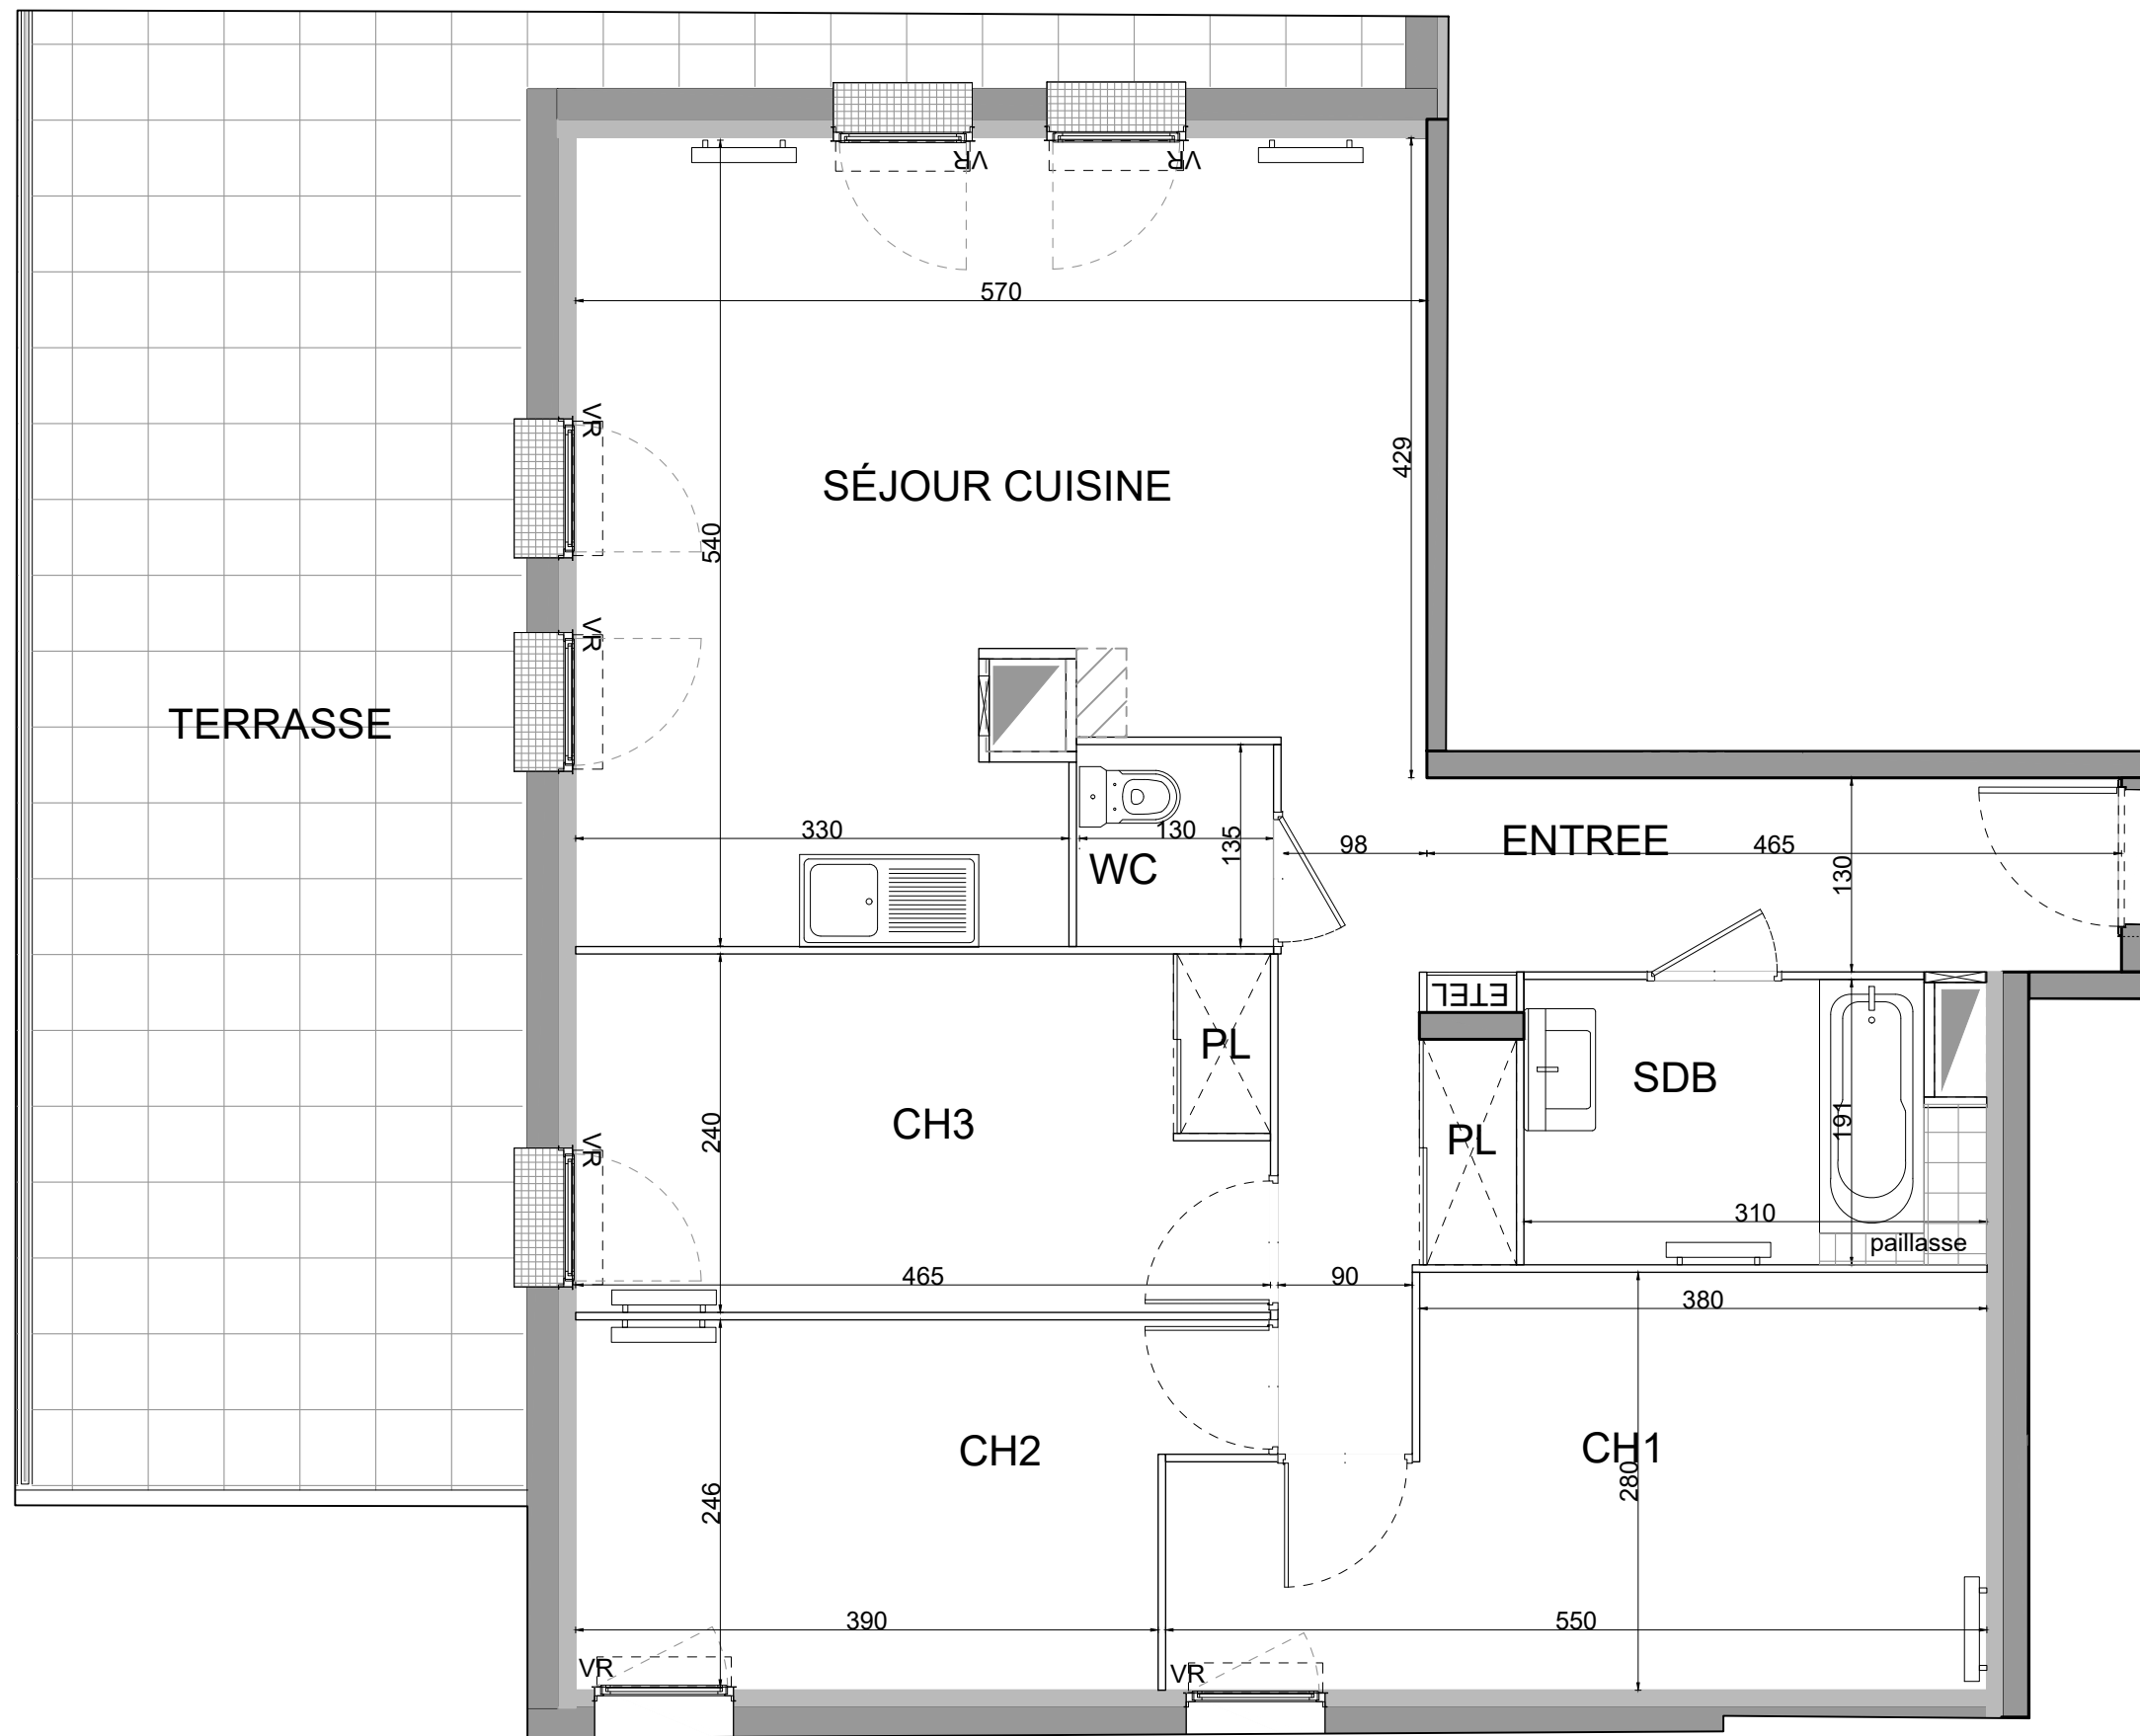 VR
VR
570
VR
429
SÉJOUR CUISINE
540
VR
TERRASSE
330
130
135
WC
98
ENTREE
465
130
ETEL
PL
SDB
CH3
240
191
PL
VR
310
paillasse
465
90
380
CH2
CH1
280
246
390
550
VR
VR